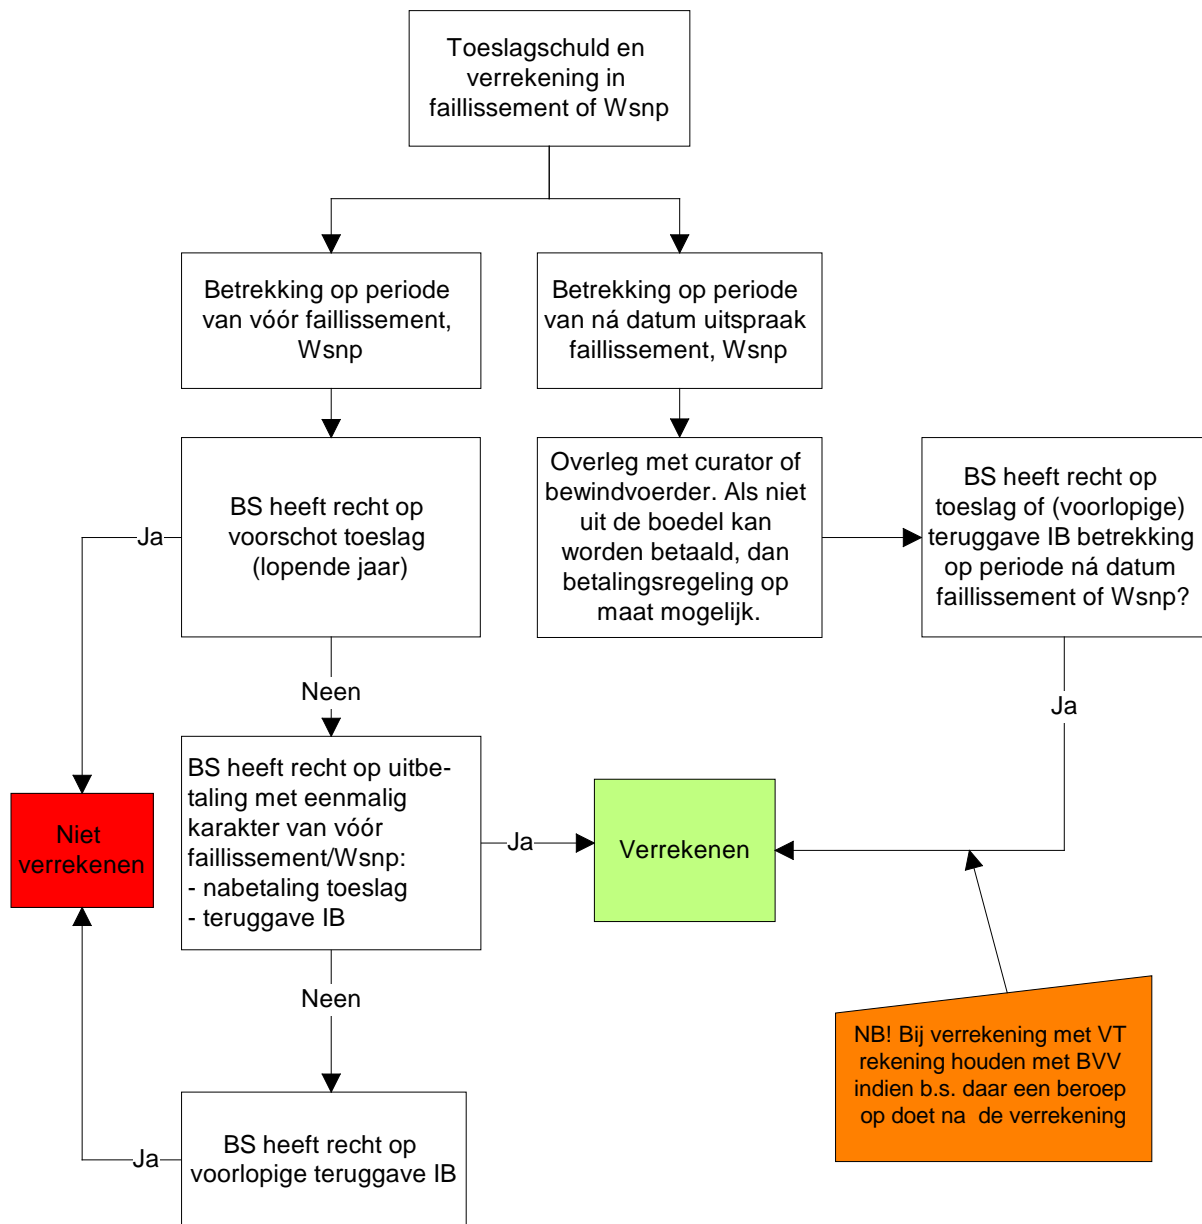 Toeslagschuld en
verrekening in
faillissement of Wsnp
Betrekking op periode
van vóór faillissement,
Wsnp
Betrekking op periode
van ná datum uitspraak
faillissement, Wsnp
BS heeft recht op
voorschot toeslag
(lopende jaar)
Overleg met curator of
bewindvoerder. Als niet
uit de boedel kan
worden betaald, dan
betalingsregeling op
maat mogelijk.
BS heeft recht op
toeslag of (voorlopige)
teruggave IB betrekking
op periode ná datum
faillissement of Wsnp?
Ja
Neen
Ja
BS heeft recht op uitbe-
taling met eenmalig
karakter van vóór
faillissement/Wsnp:
- nabetaling toeslag
- teruggave IB
Niet
verrekenen
Ja
Verrekenen
Neen
NB! Bij verrekening met VT
rekening houden met BVV
indien b.s. daar een beroep
op doet na de verrekening
BS heeft recht op
voorlopige teruggave IB
Ja